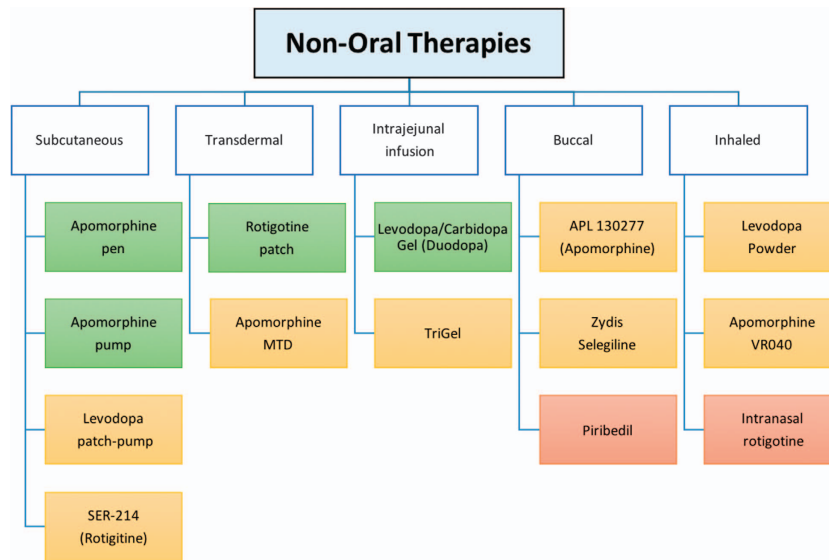 Non-Oral Therapies
Subcutaneous
Transdermal
Intrajejunal
infusion
Buccal
Inhaled
Apomorphine
pen
Apomorphine
pump
Levodopa
patch-pump
SER-214
(Rotigitine)
Rotigotine
patch
Apomorphine
MTD
Levodopa/Carbidopa
Gel (Duodopa)
TriGel
APL 130277
(Apomorphine)
Zydis
Selegiline
Piribedil
Levodopa
Powder
Apomorphine
VR040
Intranasal
rotigotine